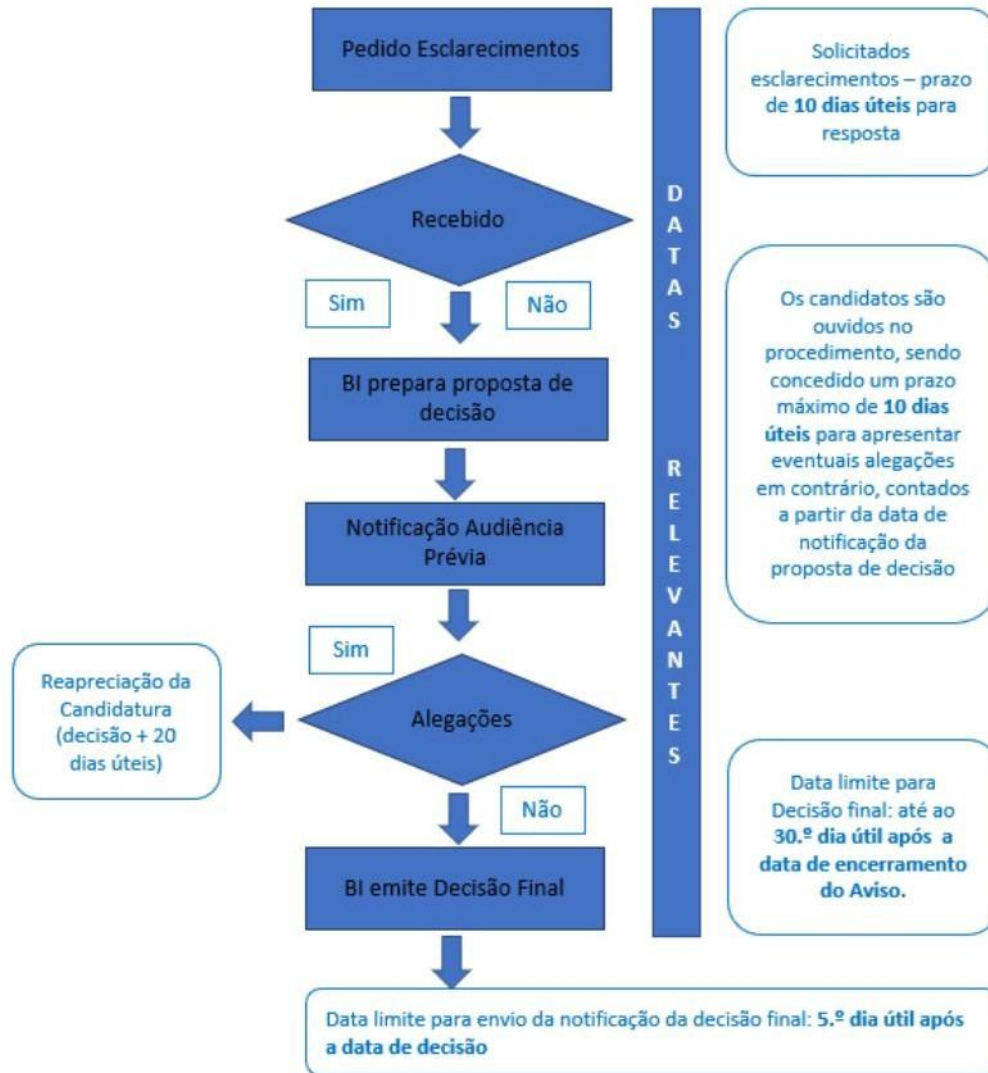 Pedido Esclarecimentos
Solicitados
esclarecimentos – prazo
de 10 dias úteis para
resposta
Recebido
Sim
Não
DATAS RELEVANTES
BI prepara proposta de
decisão
Os candidatos são
ouvidos no
procedimento, sendo
concedido um prazo
máximo de 10 dias
úteis para apresentar
eventuais alegações
em contrário, contados
a partir da data de
notificação da
proposta de decisão
Notificação Audiência
Prévia
Sim
Alegações
Reapreciação da
Candidatura
(decisão + 20
dias úteis)
Não
BI emite Decisão Final
Data limite para
Decisão final: até ao
30.º dia útil após a
data de encerramento
do Aviso.
Data limite para envio da notificação da decisão final: 5.º dia útil após
a data de decisão